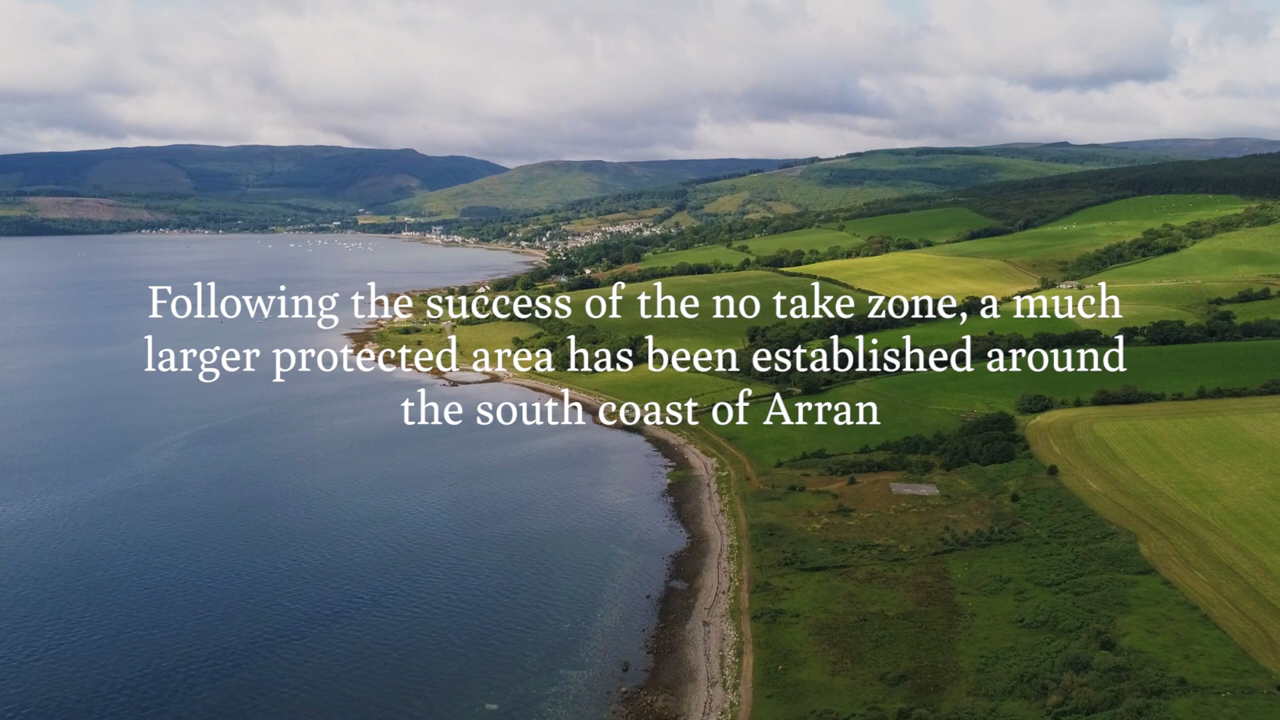 Following the success of the no take zone, a much
larger protected area has been established around
the south coast of Arran